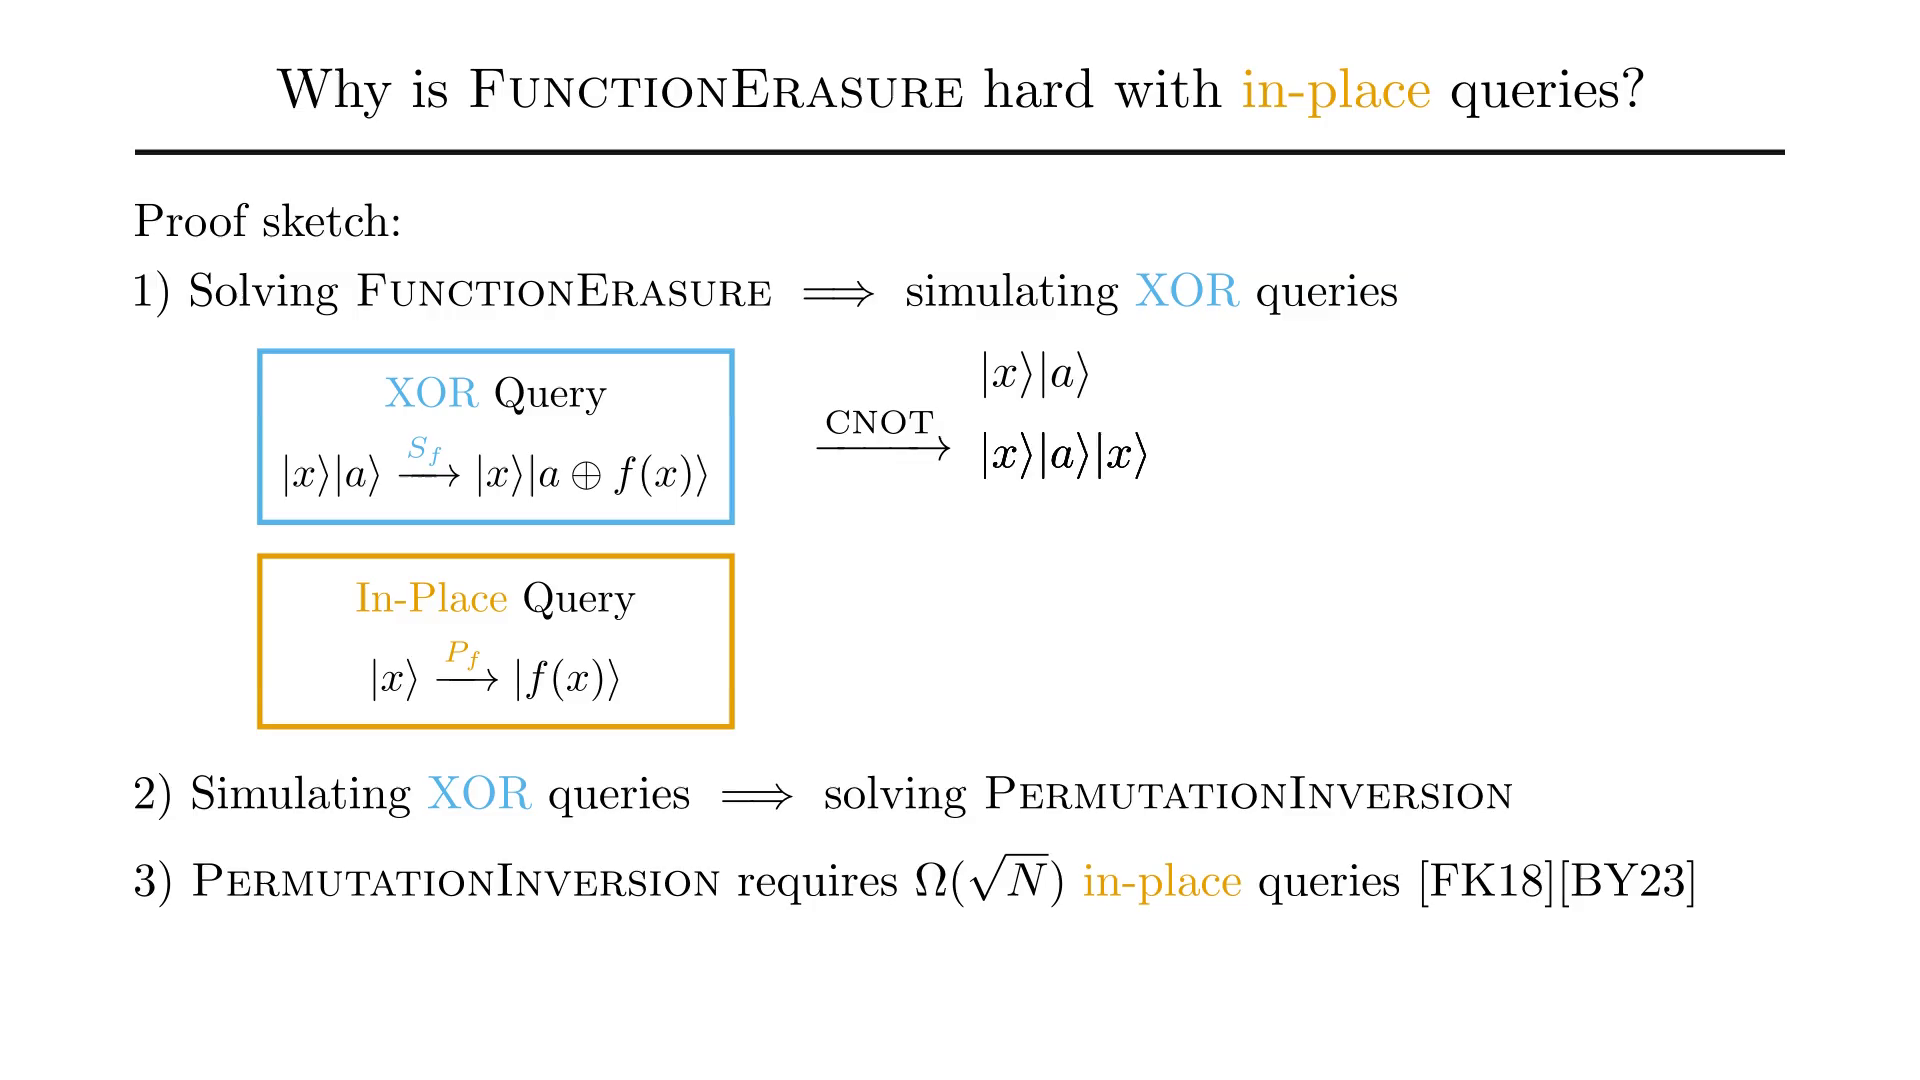 Why is FUNCTIONERASURE hard with in-place queries?
Proof sketch:
1) Solving FUNCTIONERASURE ⟹ simulating XOR queries
XOR Query
|x⟩|a⟩ —S_f→ |x⟩|a ⊕ f(x)⟩
|x⟩|a⟩
—CNOT→ |x⟩|a⟩|x⟩
In-Place Query
|x⟩ —P_f→ |f(x)⟩
2) Simulating XOR queries ⟹ solving PERMUTATIONINVERSION
3) PERMUTATIONINVERSION requires Ω(√N) in-place queries [FK18][BY23]